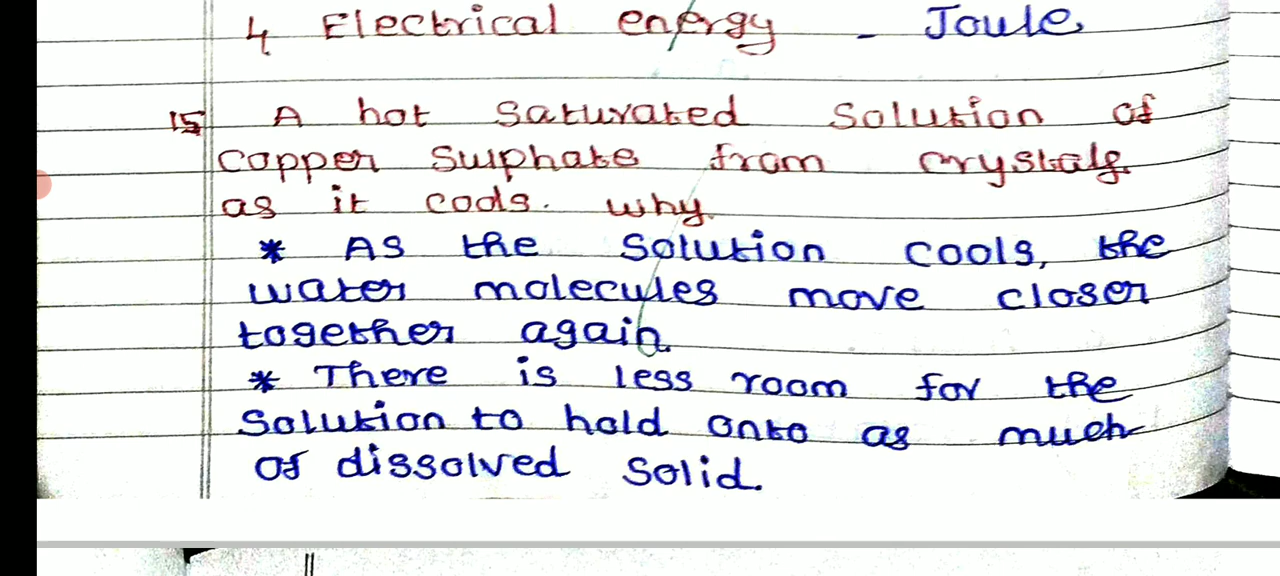 4 Electrical energy - Joule
15 A hot saturated solution of
copper sulphate from crystals
as it cools. why.
* As the solution cools, the
water molecules move closer
together again.
* There is less room for the
solution to hold onto as much
of dissolved solid.